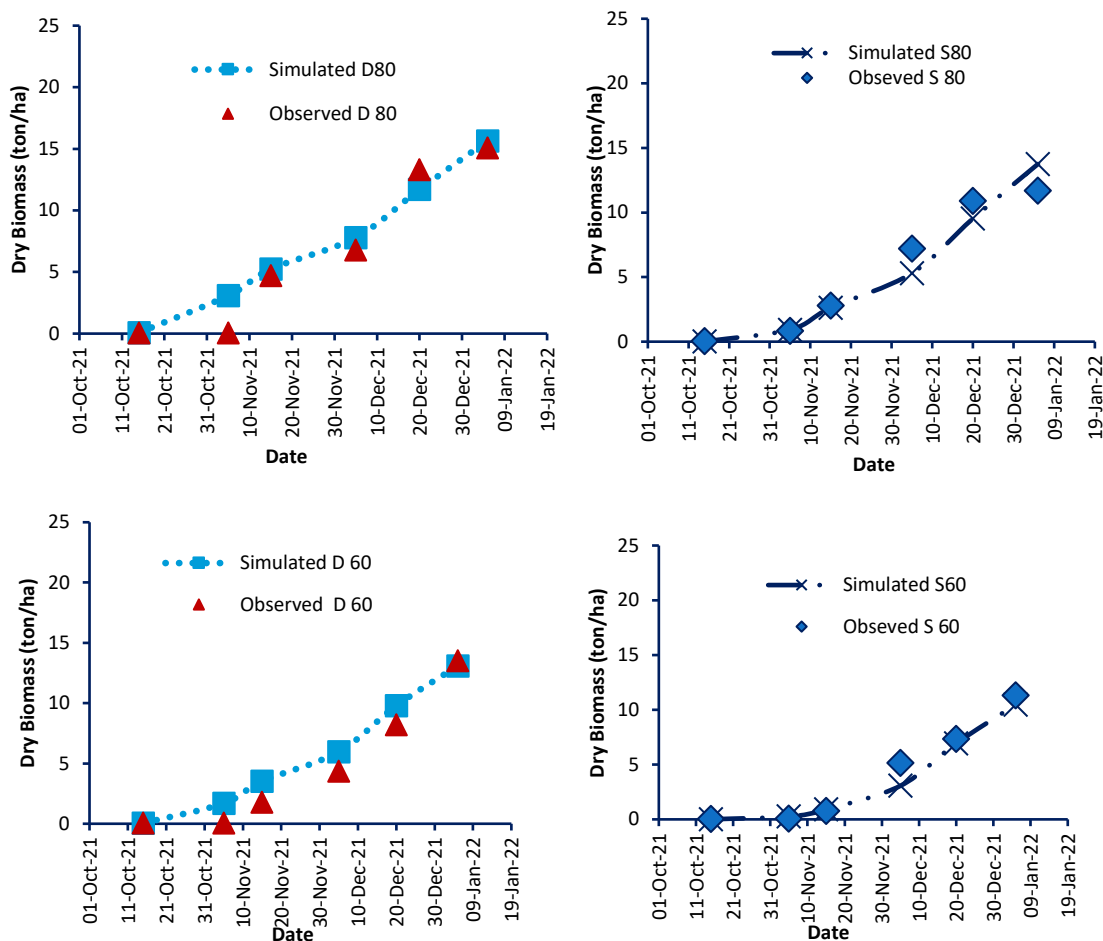 25
20
15
10
5
0
Dry Biomass (ton/ha)
Simulated D80
Observed D 80
01-Oct-21
11-Oct-21
21-Oct-21
31-Oct-21
10-Nov-21
20-Nov-21
30-Nov-21
10-Dec-21
20-Dec-21
30-Dec-21
09-Jan-22
19-Jan-22
Date
25
20
15
10
5
0
Dry Biomass (ton/ha)
Simulated S80
Obseved S 80
01-Oct-21
11-Oct-21
21-Oct-21
31-Oct-21
10-Nov-21
20-Nov-21
30-Nov-21
10-Dec-21
20-Dec-21
30-Dec-21
09-Jan-22
19-Jan-22
Date
25
20
15
10
5
0
Dry Biomass (ton/ha)
Simulated D 60
Observed D 60
01-Oct-21
11-Oct-21
21-Oct-21
31-Oct-21
10-Nov-21
20-Nov-21
30-Nov-21
10-Dec-21
20-Dec-21
30-Dec-21
09-Jan-22
19-Jan-22
Date
25
20
15
10
5
0
Dry Biomass (ton/ha)
Simulated S60
Obseved S 60
01-Oct-21
11-Oct-21
21-Oct-21
31-Oct-21
10-Nov-21
20-Nov-21
30-Nov-21
10-Dec-21
20-Dec-21
30-Dec-21
09-Jan-22
19-Jan-22
Date